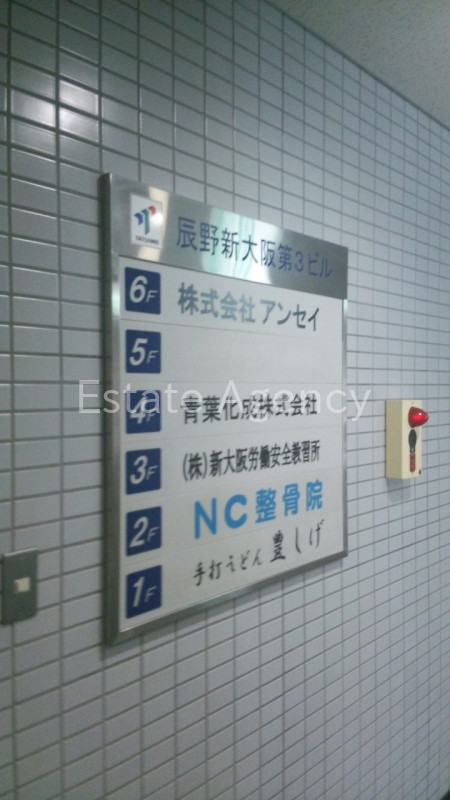 辰野新大阪第3ビル
6F 株式会社 アンセイ
5F
4F 青葉化成株式会社
3F (株)新大阪労働安全教習所
2F NC整骨院
1F 手打うどん 豊しげ
Estate Agency